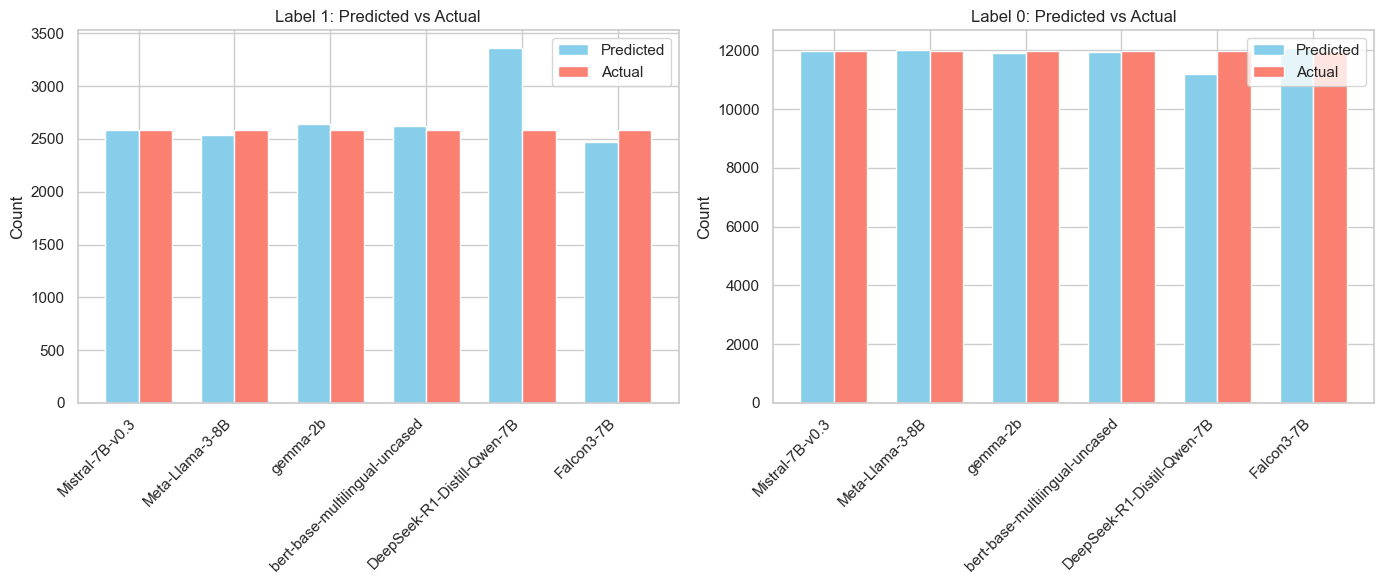 Label 1: Predicted vs Actual
Predicted
Actual
3500
3000
2500
2000
1500
1000
500
0
Count
Mistral-7B-v0.3
Meta-Llama-3-8B
gemma-2b
bert-base-multilingual-uncased
DeepSeek-R1-Distill-Qwen-7B
Falcon3-7B
Label 0: Predicted vs Actual
Predicted
Actual
12000
10000
8000
6000
4000
2000
0
Count
Mistral-7B-v0.3
Meta-Llama-3-8B
gemma-2b
bert-base-multilingual-uncased
DeepSeek-R1-Distill-Qwen-7B
Falcon3-7B